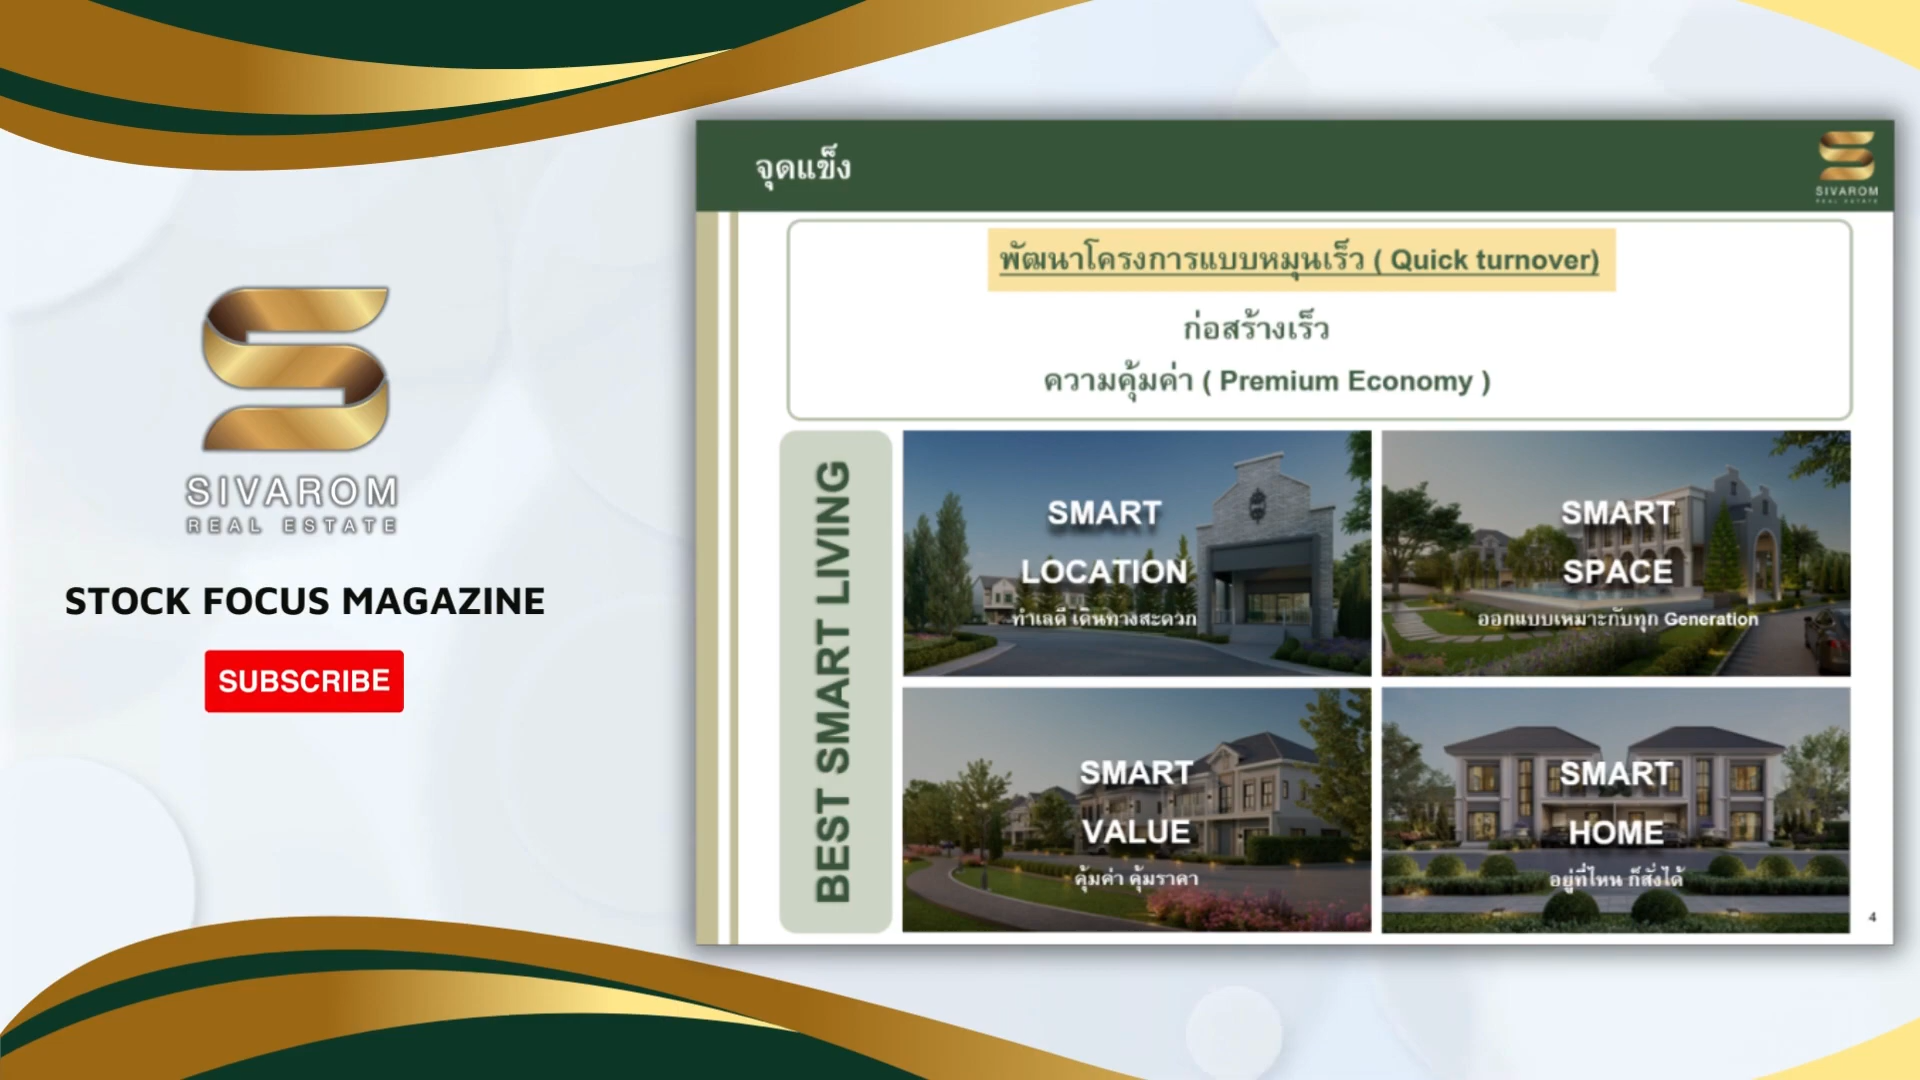 SIVAROM
REAL ESTATE
STOCK FOCUS MAGAZINE
SUBSCRIBE
จุดแข็ง
SIVAROM
REAL ESTATE
พัฒนาโครงการแบบหมุนเร็ว ( Quick turnover)
ก่อสร้างเร็ว
ความคุ้มค่า ( Premium Economy )
BEST SMART LIVING
SMART
LOCATION
ทำเลดี เดินทางสะดวก
SMART
SPACE
ออกแบบเหมาะกับทุก Generation
SMART
VALUE
คุ้มค่า คุ้มราคา
SMART
HOME
อยู่ที่ไหน ก็สั่งได้
4